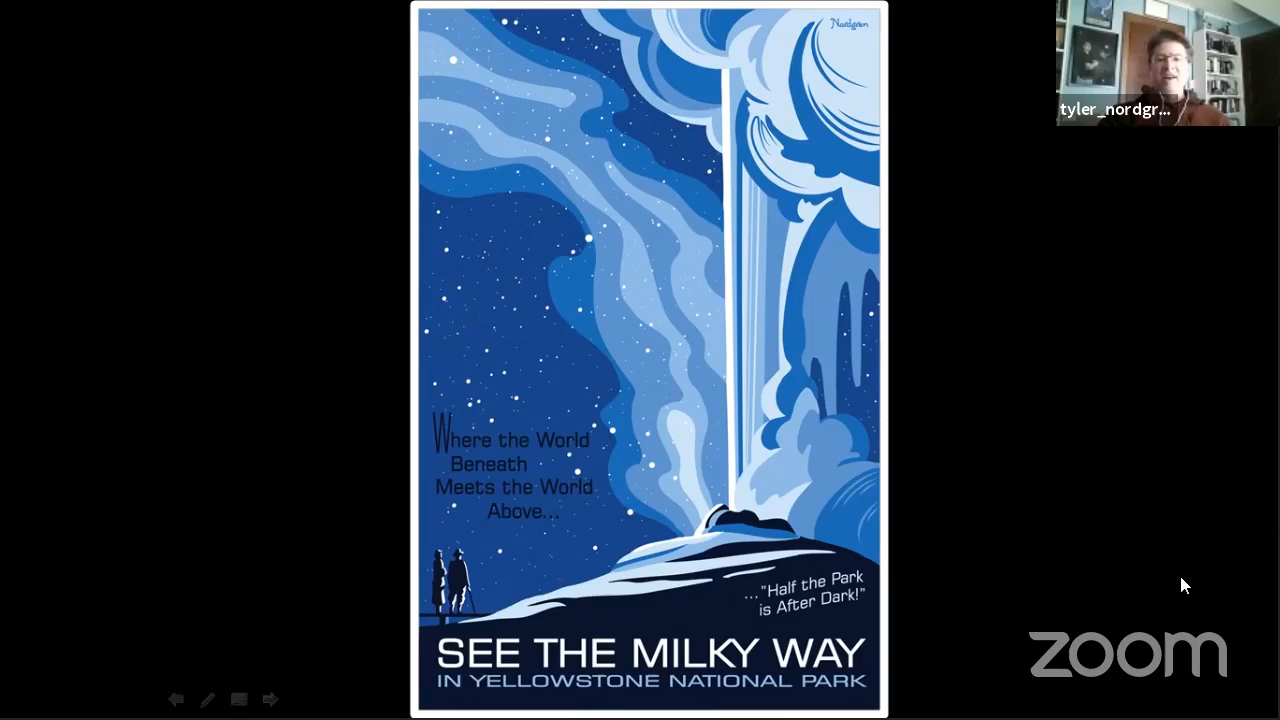 Nordgren
tyler_nordgr...
Where the World
Beneath
Meets the World
Above...
..."Half the Park
is After Dark!"
SEE THE MILKY WAY
IN YELLOWSTONE NATIONAL PARK
zoom